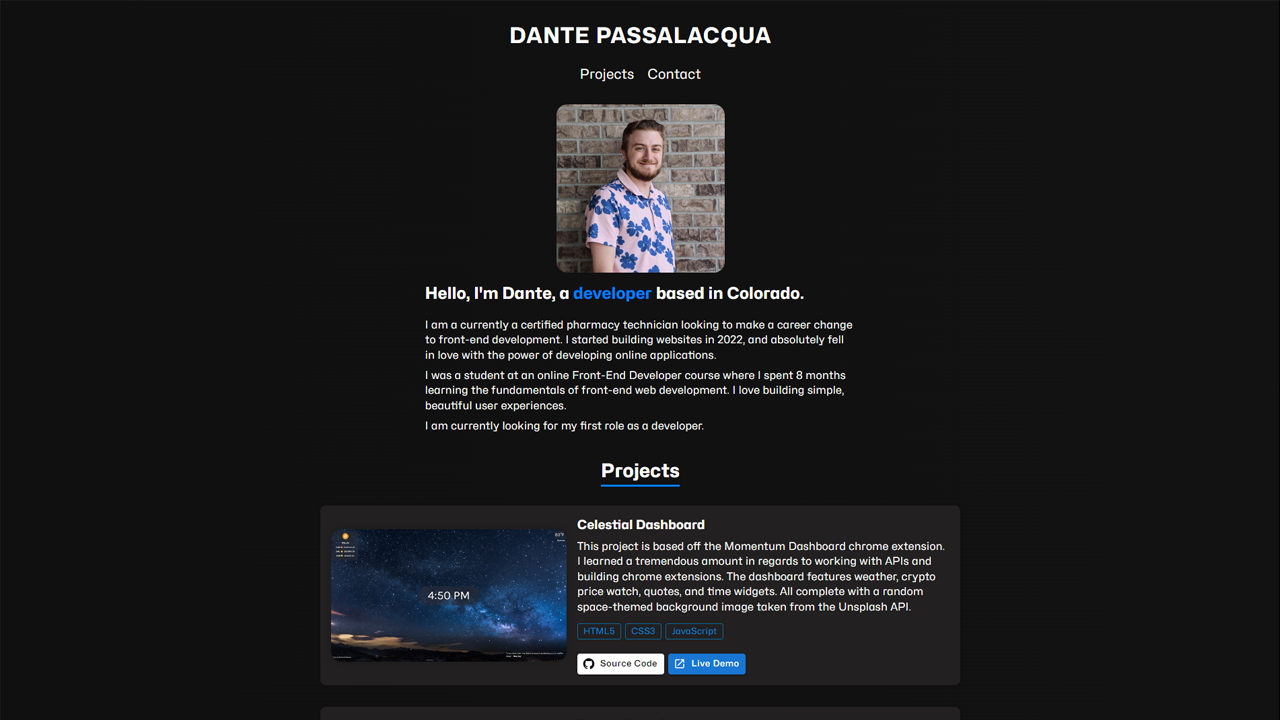 DANTE PASSALACQUA
Projects Contact
Hello, I'm Dante, a developer based in Colorado.
I am a currently a certified pharmacy technician looking to make a career change
to front-end development. I started building websites in 2022, and absolutely fell
in love with the power of developing online applications.
I was a student at an online Front-End Developer course where I spent 8 months
learning the fundamentals of front-end web development. I love building simple,
beautiful user experiences.
I am currently looking for my first role as a developer.
Projects
4:50 PM
Celestial Dashboard
This project is based off the Momentum Dashboard chrome extension.
I learned a tremendous amount in regards to working with APIs and
building chrome extensions. The dashboard features weather, crypto
price watch, quotes, and time widgets. All complete with a random
space-themed background image taken from the Unsplash API.
HTML5 CSS3 JavaScript
Source Code Live Demo